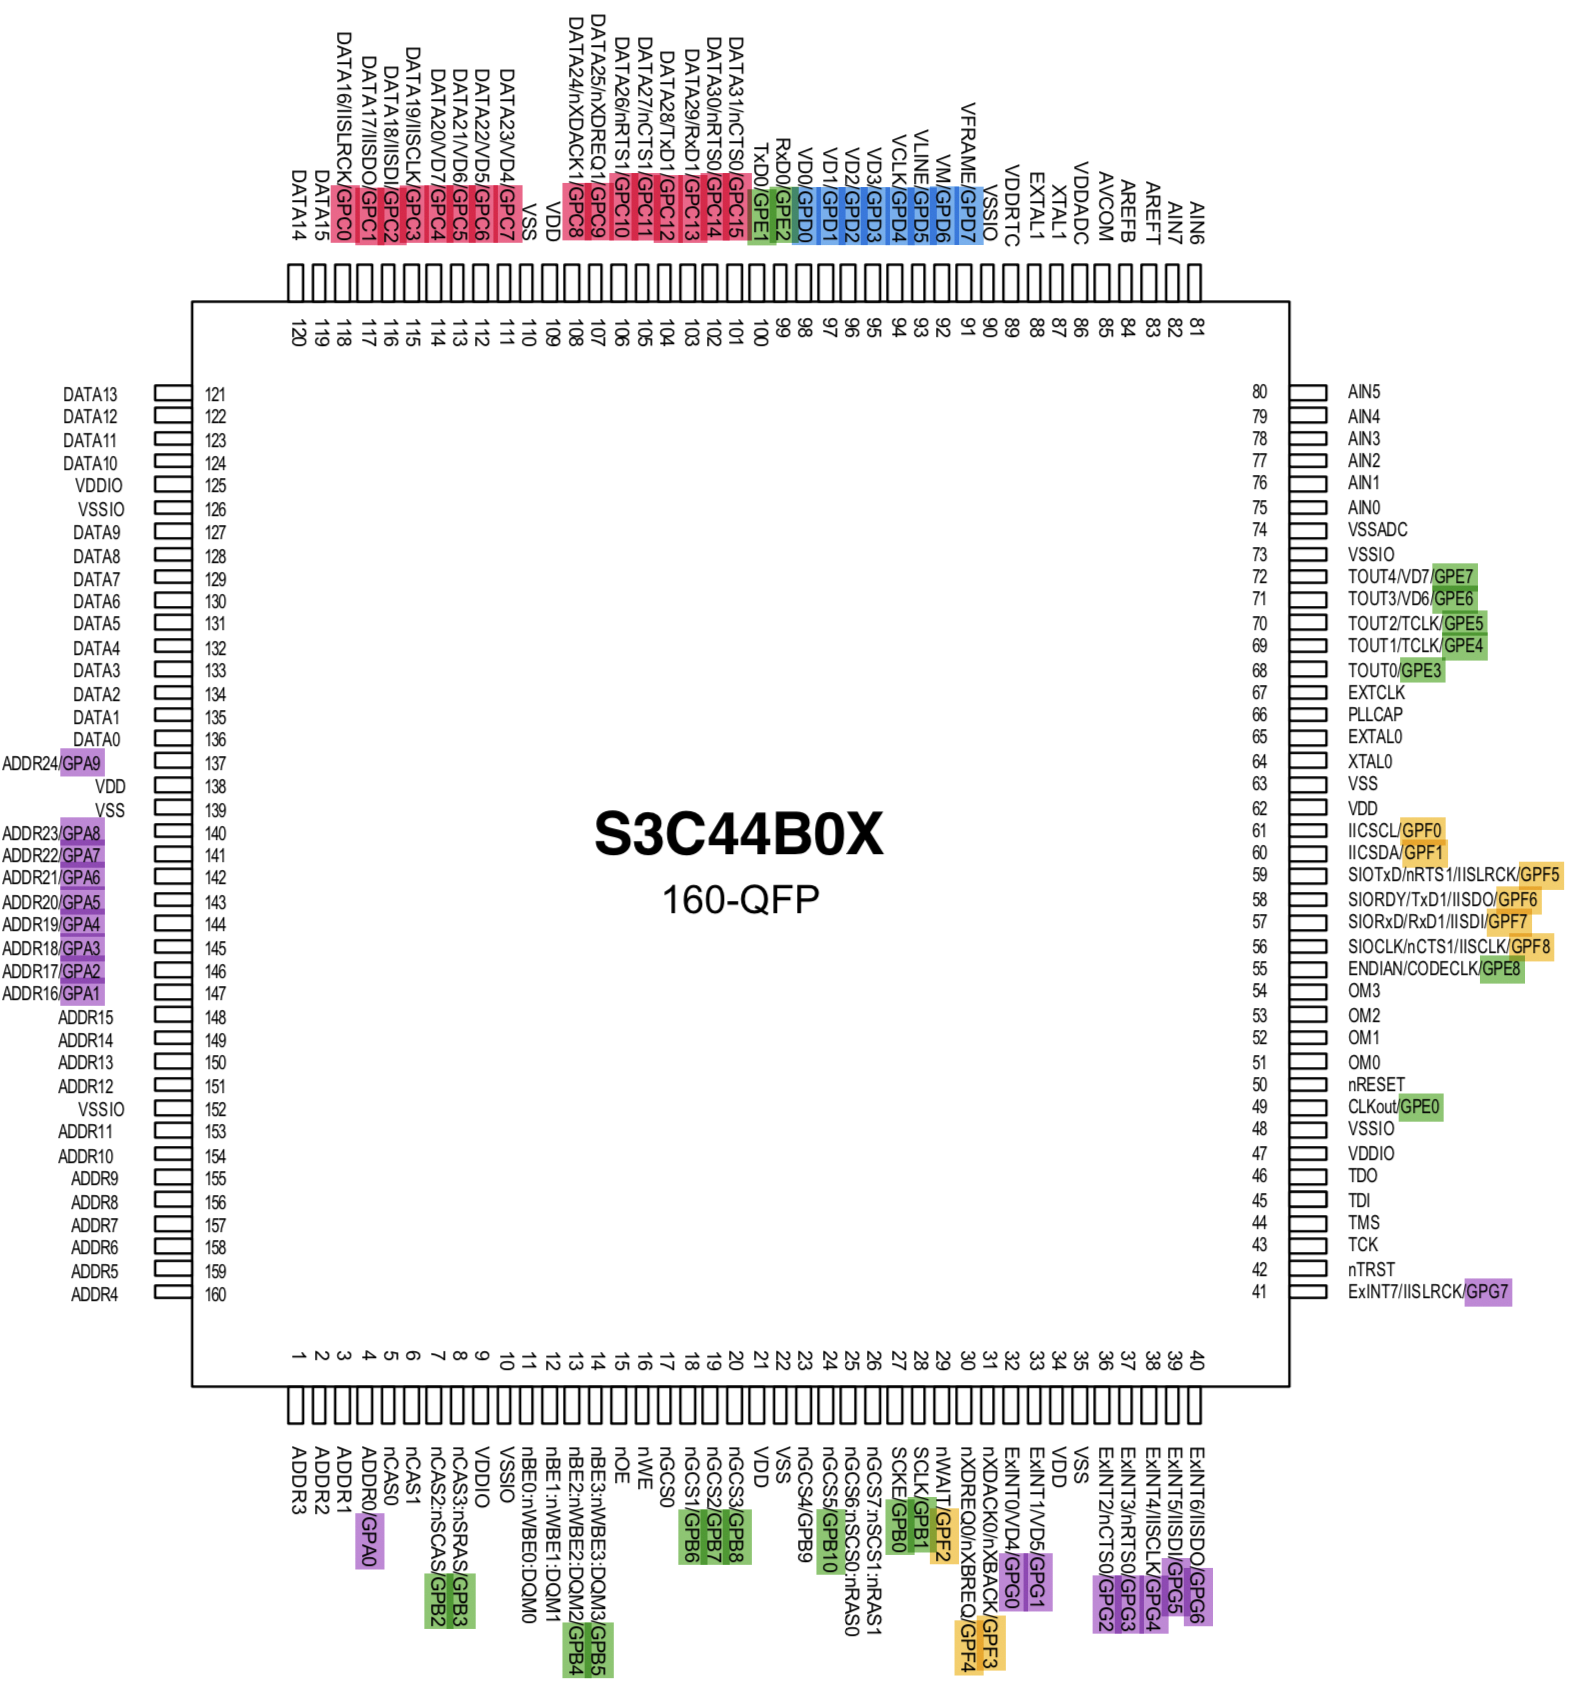 DATA14
DATA15
DATA16/IISLRCK/GPC0
DATA17/IISDO/GPC1
DATA18/IISDI/GPC2
DATA19/IISCLK/GPC3
DATA20/VD7/GPC4
DATA21/VD6/GPC5
DATA22/VD5/GPC6
DATA23/VD4/GPC7
VSS
VDD
DATA24/nXDACK1/GPC8
DATA25/nXDREQ1/GPC9
DATA26/nRTS1/GPC10
DATA27/nCTS1/GPC11
DATA28/TxD1/GPC12
DATA29/RxD1/GPC13
DATA30/nRTS0/GPC14
DATA31/nCTS0/GPC15
TxD0/GPE1
RxD0/GPE2
VD0/GPD0
VD1/GPD1
VD2/GPD2
VD3/GPD3
VCLK/GPD4
VLINE/GPD5
VM/GPD6
VFRAME/GPD7
VSSIO
VDDRTC
EXTAL1
XTAL1
VDDADC
AVCOM
AREFB
AREFT
AIN7
AIN6
120
119
118
117
116
115
114
113
112
111
110
109
108
107
106
105
104
103
102
101
100
99
98
97
96
95
94
93
92
91
90
89
88
87
86
85
84
83
82
81
DATA13 121
DATA12 122
DATA11 123
DATA10 124
VDDIO 125
VSSIO 126
DATA9 127
DATA8 128
DATA7 129
DATA6 130
DATA5 131
DATA4 132
DATA3 133
DATA2 134
DATA1 135
DATA0 136
ADDR24/GPA9 137
VDD 138
VSS 139
ADDR23/GPA8 140
ADDR22/GPA7 141
ADDR21/GPA6 142
ADDR20/GPA5 143
ADDR19/GPA4 144
ADDR18/GPA3 145
ADDR17/GPA2 146
ADDR16/GPA1 147
ADDR15 148
ADDR14 149
ADDR13 150
ADDR12 151
VSSIO 152
ADDR11 153
ADDR10 154
ADDR9 155
ADDR8 156
ADDR7 157
ADDR6 158
ADDR5 159
ADDR4 160
S3C44B0X
160-QFP
80 AIN5
79 AIN4
78 AIN3
77 AIN2
76 AIN1
75 AIN0
74 VSSADC
73 VSSIO
72 TOUT4/VD7/GPE7
71 TOUT3/VD6/GPE6
70 TOUT2/TCLK/GPE5
69 TOUT1/TCLK/GPE4
68 TOUT0/GPE3
67 EXTCLK
66 PLLCAP
65 EXTAL0
64 XTAL0
63 VSS
62 VDD
61 IICSCL/GPF0
60 IICSDA/GPF1
59 SIOTxD/nRTS1/IISLRCK/GPF5
58 SIORDY/TxD1/IISDO/GPF6
57 SIORxD/RxD1/IISDI/GPF7
56 SIOCLK/nCTS1/IISCLK/GPF8
55 ENDIAN/CODECLK/GPE8
54 OM3
53 OM2
52 OM1
51 OM0
50 nRESET
49 CLKout/GPE0
48 VSSIO
47 VDDIO
46 TDO
45 TDI
44 TMS
43 TCK
42 nTRST
41 ExINT7/IISLRCK/GPG7
1
2
3
4
5
6
7
8
9
10
11
12
13
14
15
16
17
18
19
20
21
22
23
24
25
26
27
28
29
30
31
32
33
34
35
36
37
38
39
40
ADDR3
ADDR2
ADDR1
ADDR0/GPA0
nCAS0
nCAS1
nCAS2:nSCAS/GPB2
nCAS3:nSRAS/GPB3
VDDIO
VSSIO
nBE0:nWBE0:DQM0
nBE1:nWBE1:DQM1
nBE2:nWBE2:DQM2/GPB4
nBE3:nWBE3:DQM3/GPB5
nOE
nWE
nGCS0
nGCS1/GPB6
nGCS2/GPB7
nGCS3/GPB8
VDD
VSS
nGCS4/GPB9
nGCS5/GPB10
nGCS6:nSCS0:nRAS0
nGCS7:nSCS1:nRAS1
SCKE/GPB0
SCLK/GPB1
nWAIT/GPF2
nXDREQ0/nXBREQ/GPF4
nXDACK0/nXBACK/GPF3
ExINT0/VD4/GPG0
ExINT1/VD5/GPG1
VDD
VSS
ExINT2/nCTS0/GPG2
ExINT3/nRTS0/GPG3
ExINT4/IISCLK/GPG4
ExINT5/IISDI/GPG5
ExINT6/IISDO/GPG6